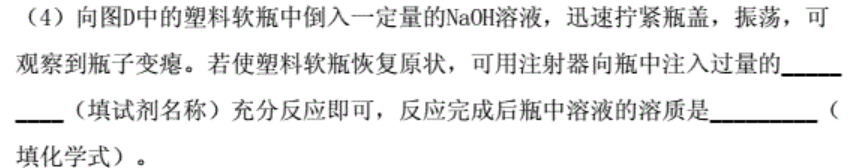 （4）向图D中的塑料软瓶中倒入一定量的NaOH溶液，迅速拧紧瓶盖，振荡，可
观察到瓶子变瘪。若使塑料软瓶恢复原状，可用注射器向瓶中注入过量的_____
____（填试剂名称）充分反应即可，反应完成后瓶中溶液的溶质是_________（
填化学式）。